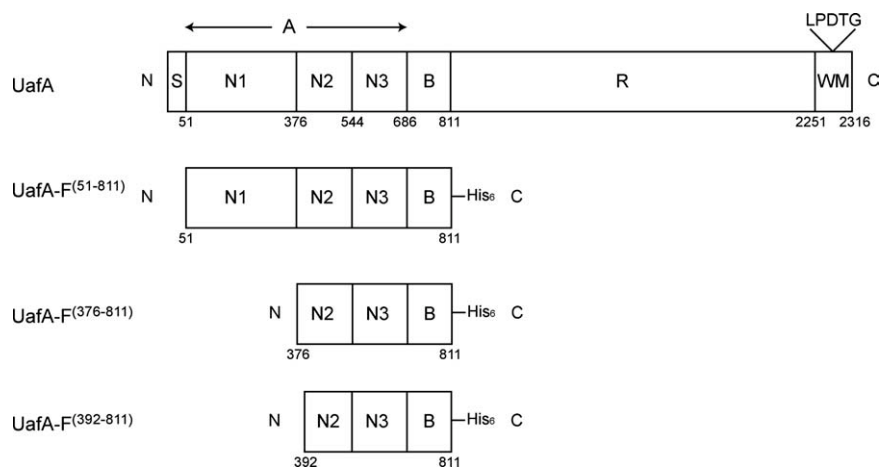 LPDTG
A
UafA N S N1 N2 N3 B R WM C
51 376 544 686 811 2251 2316
UafA-F(51-811) N N1 N2 N3 B His6 C
51 811
UafA-F(376-811) N N2 N3 B His6 C
376 811
UafA-F(392-811) N N2 N3 B His6 C
392 811